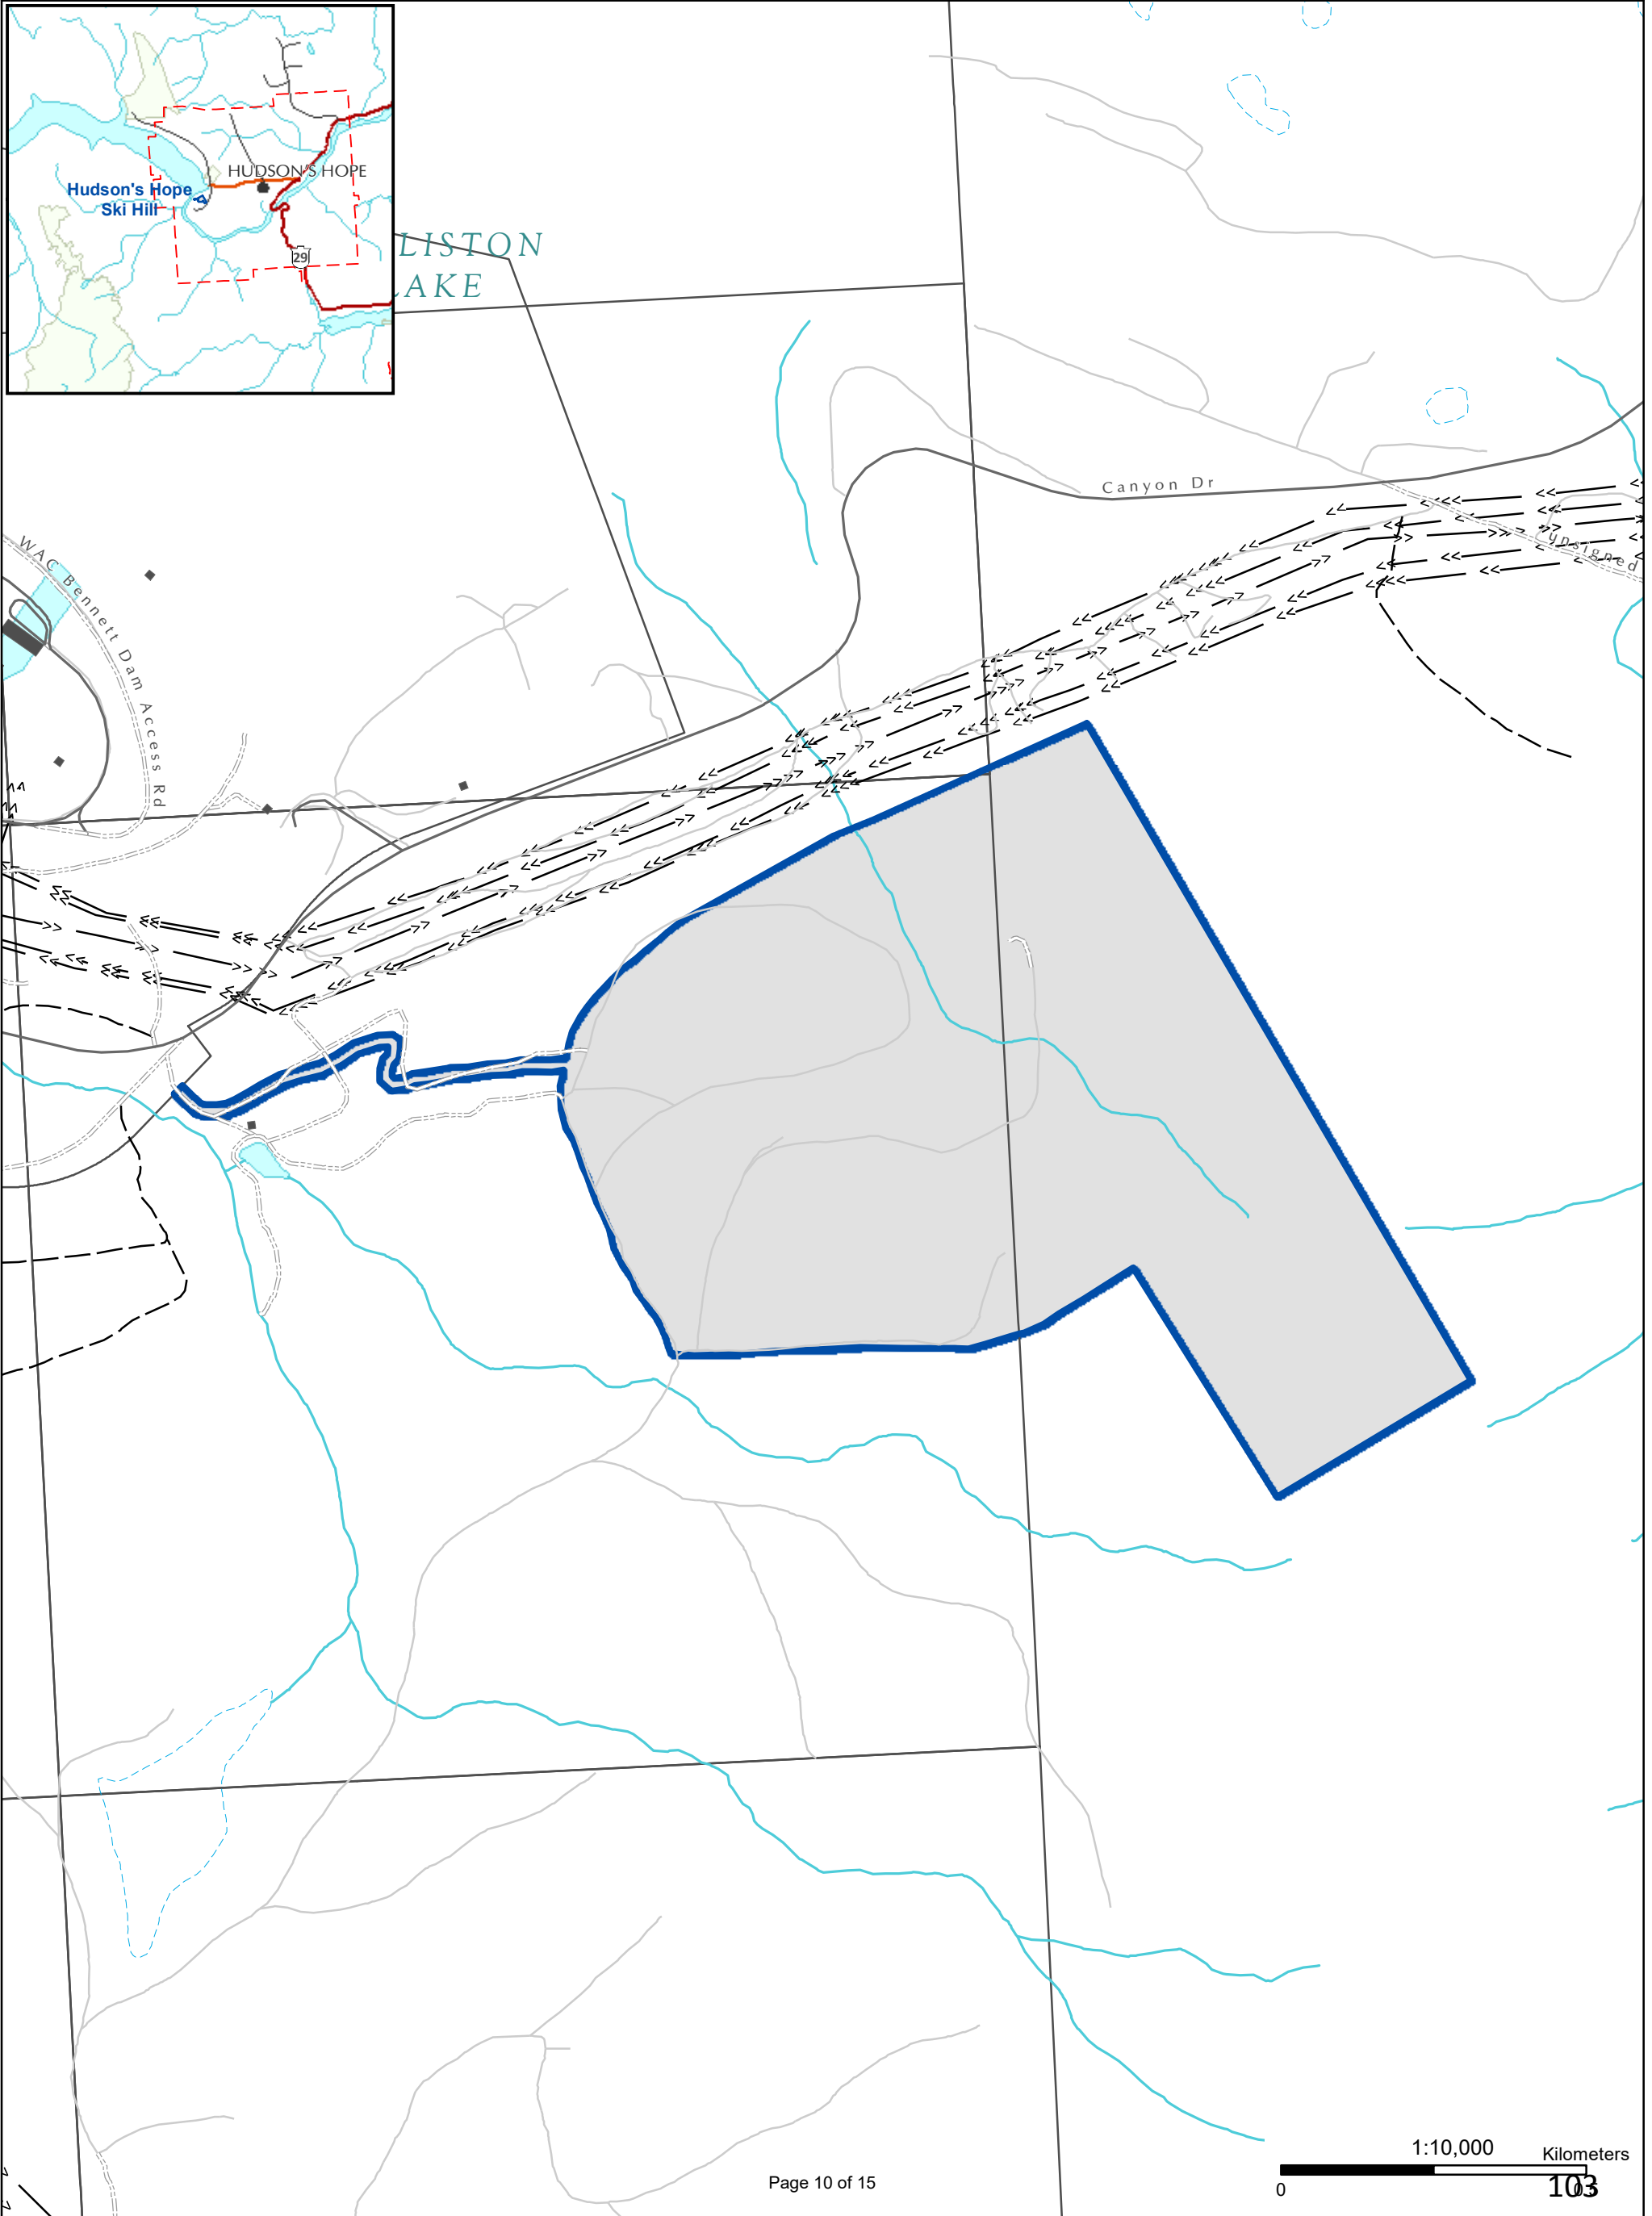 HUDSON'S HOPE
Hudson's Hope
Ski Hill
29
LISTON
AKE
Canyon Dr
unsigned
WAC Bennett Dam Access Rd
1:10,000
Kilometers
0
103
Page 10 of 15